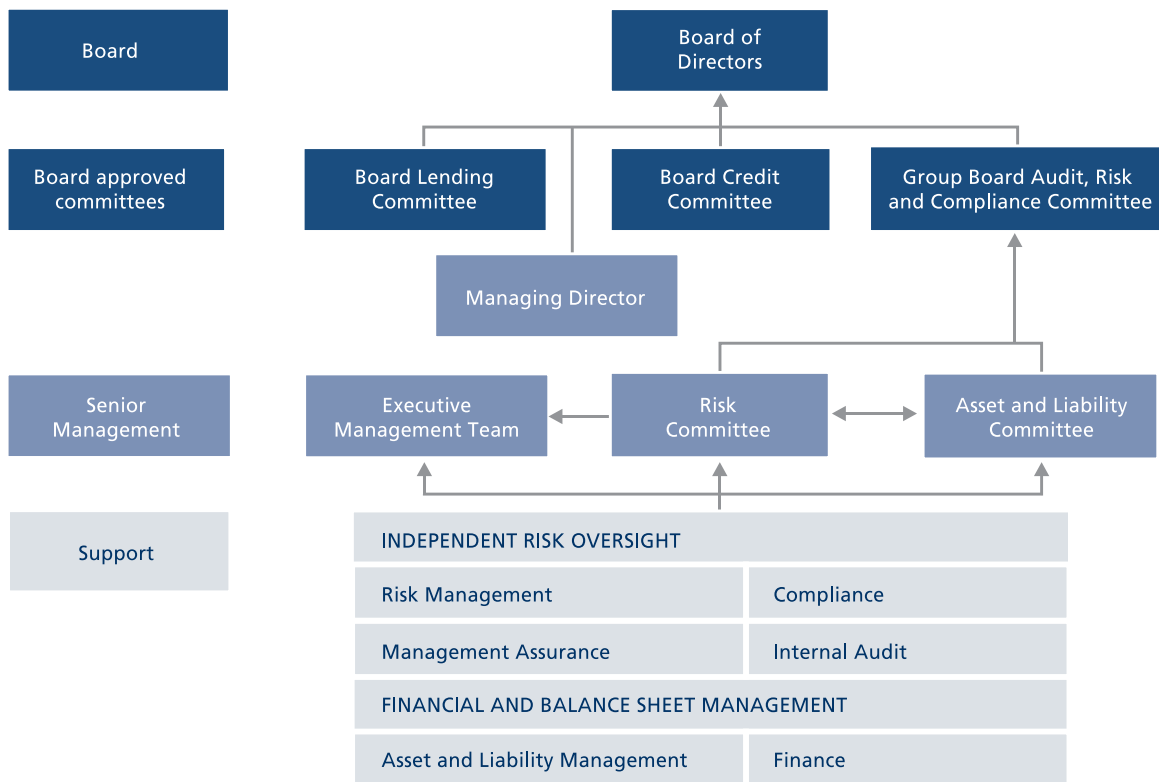 Board
Board of
Directors
Board approved
committees
Board Lending
Committee
Board Credit
Committee
Group Board Audit, Risk
and Compliance Committee
Managing Director
Senior
Management
Executive
Management Team
Risk
Committee
Asset and Liability
Committee
Support
INDEPENDENT RISK OVERSIGHT
Risk Management
Compliance
Management Assurance
Internal Audit
FINANCIAL AND BALANCE SHEET MANAGEMENT
Asset and Liability Management
Finance